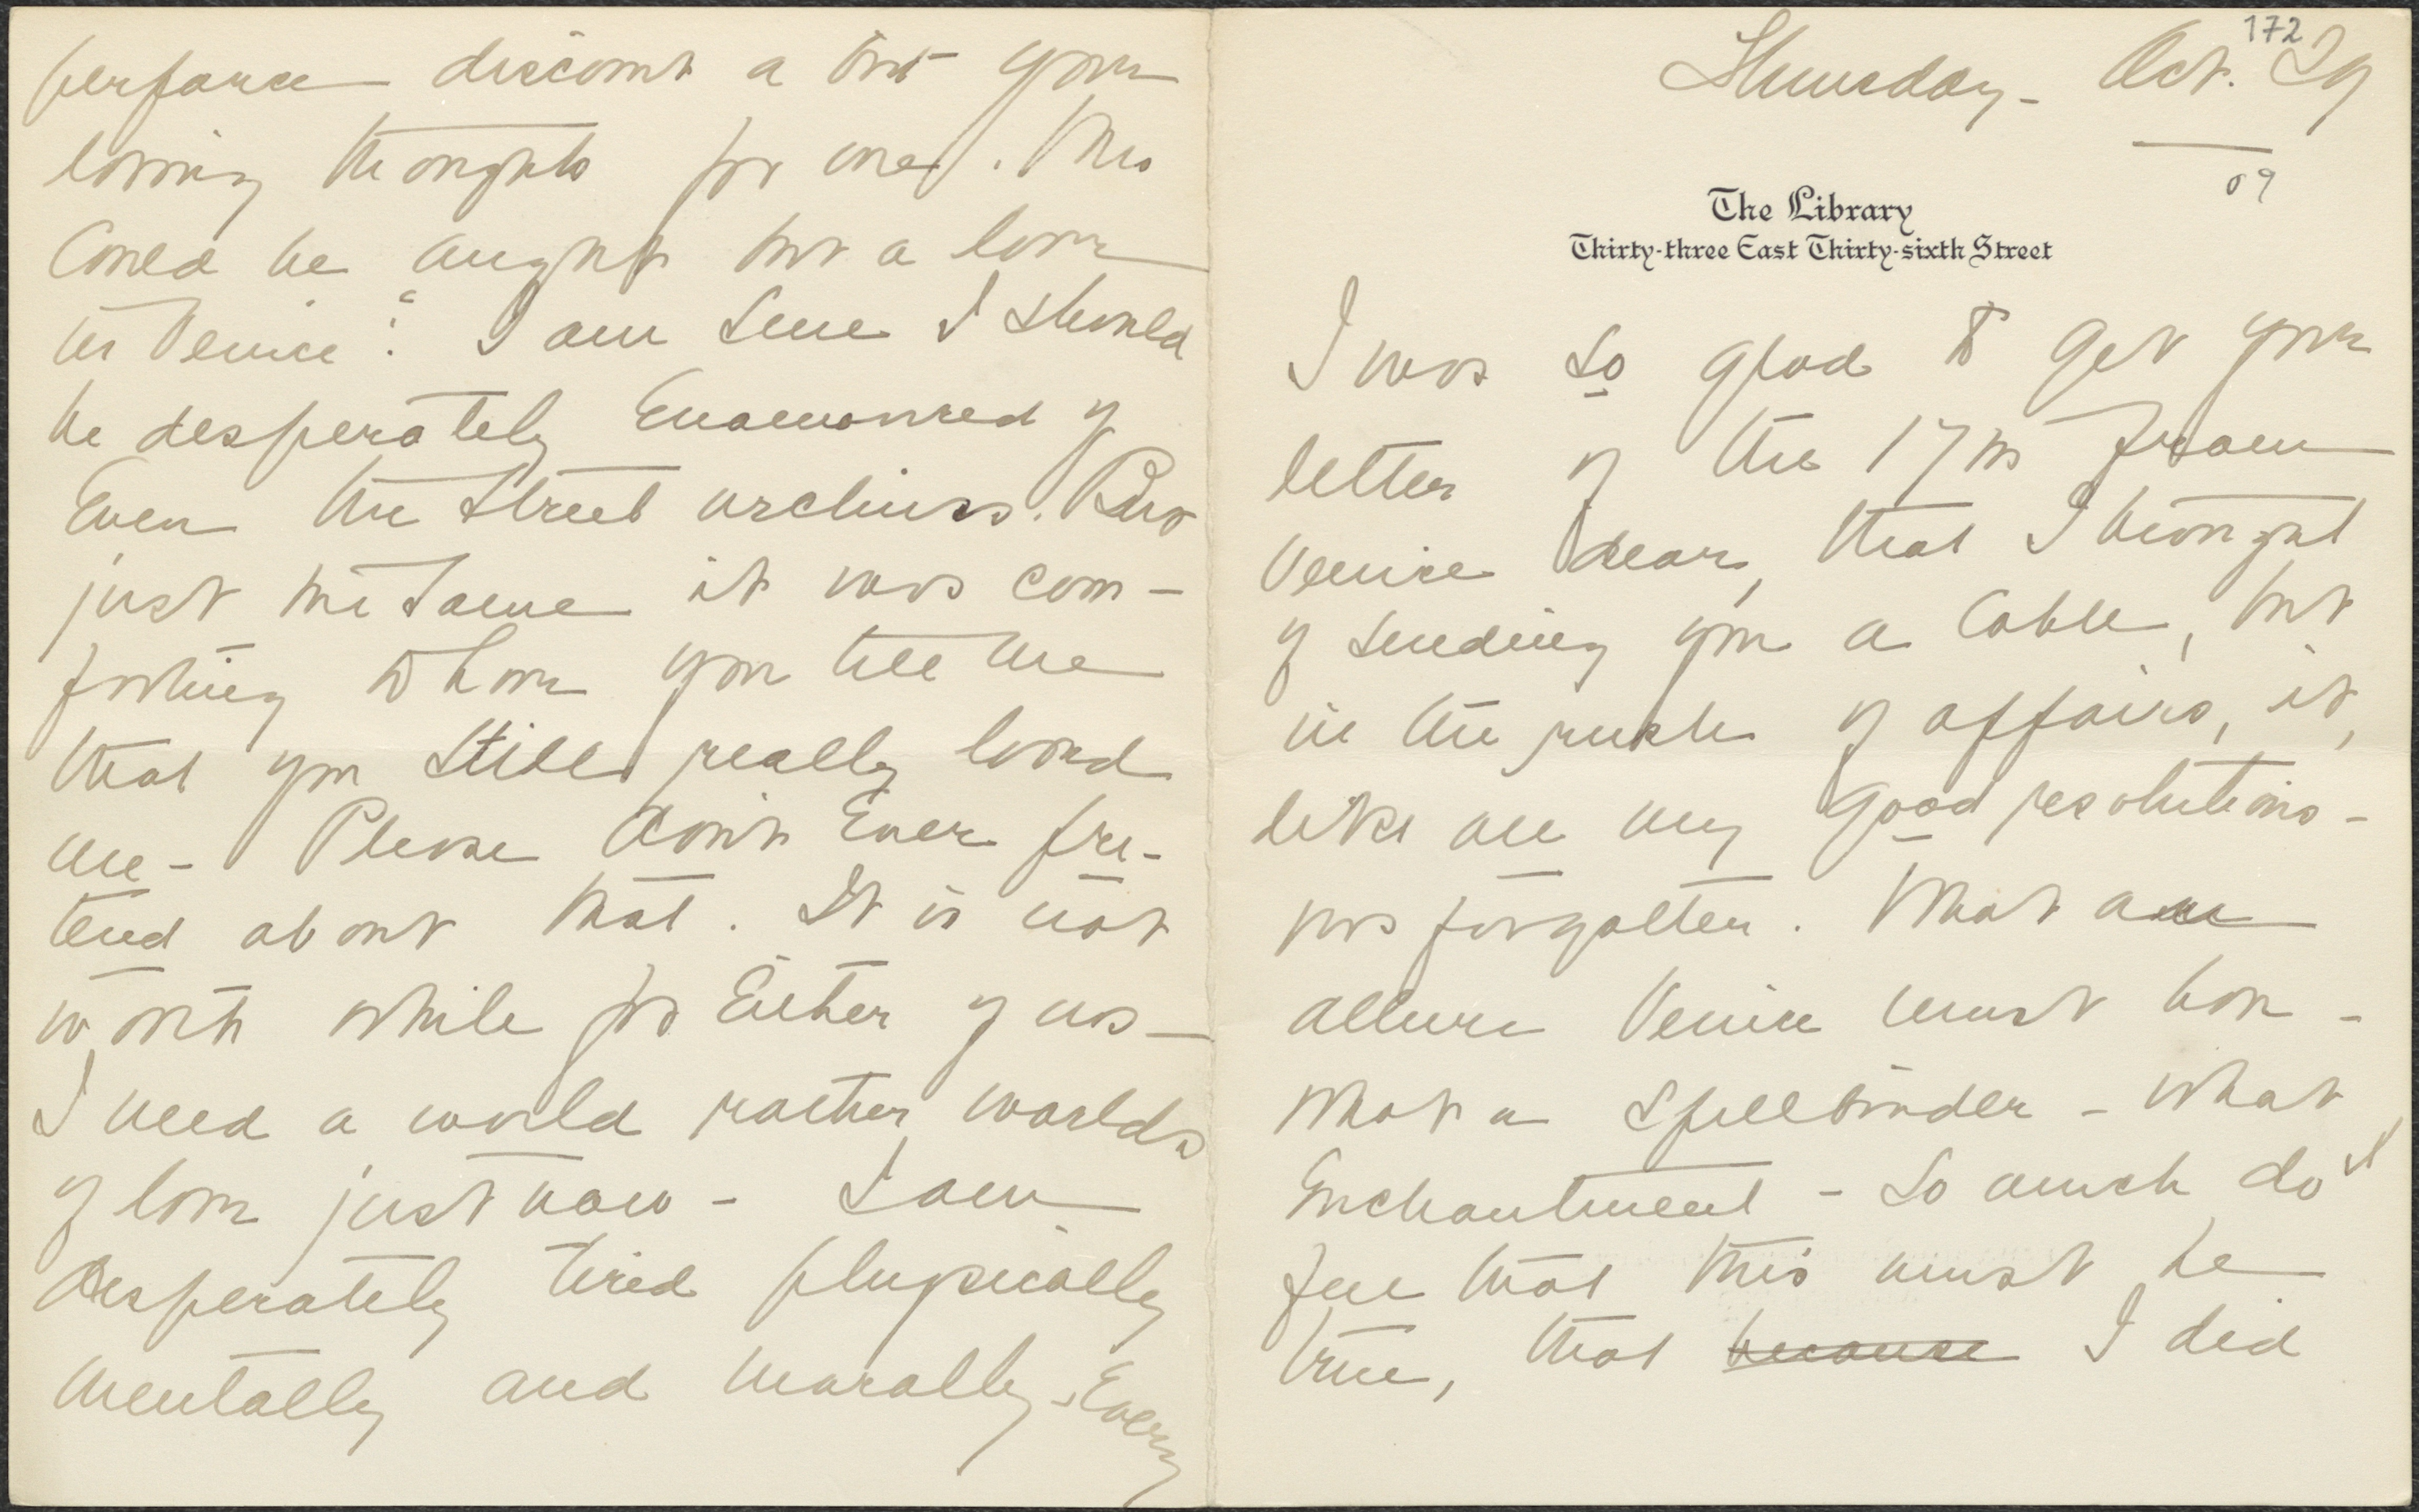 172
Thursday - Oct. 29
09
The Library
Thirty-three East Thirty-sixth Street
I was so glad to get your
letter of the 17th from
Venice dear, that I thought
of sending you a cable, but
in the rush of affairs, it,
like all my good resolutions -
was forgotten. What an
allure Venice must have -
What a spellbinder - what
Enchantment - So much do I
feel that this must be
true, that because I did
perforce discount a bit your
loving thoughts for me. Who
Could be aught but a lover
in Venice? I am sure I should
be desperately Enamoured of
Even the street urchins. But
just the same it was com-
forting to have you tell me
that you still really loved
me - Please don't Ever pre-
tend about that. It is not
worth while for Either of us -
I need a world rather worlds
of love just now - I am
desperately tired physically
mentally and morally - Every